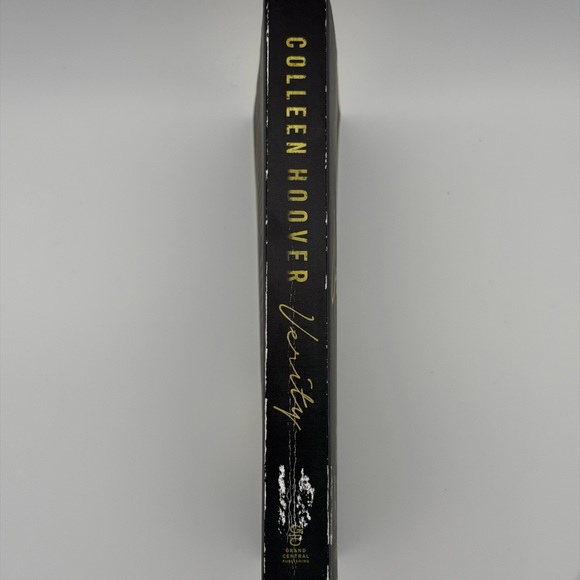 COLLEEN HOOVER
Verity
GRAND
CENTRAL
PUBLISHING